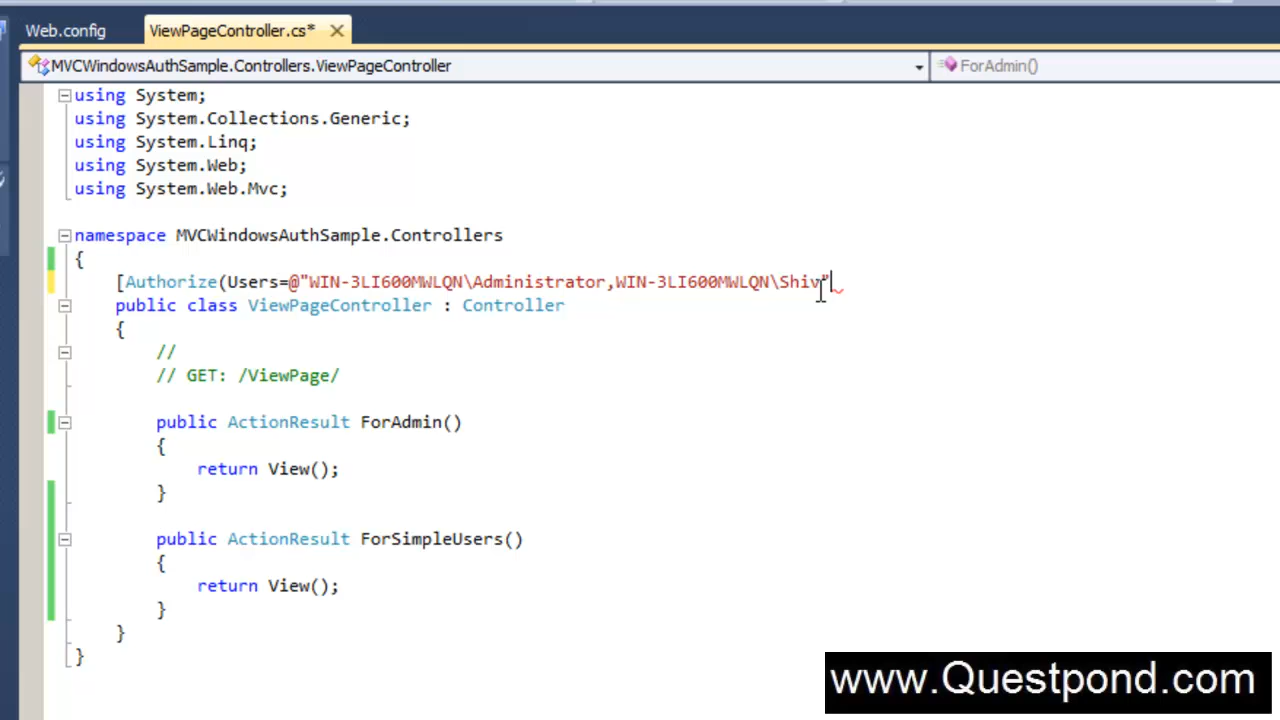 Web.config
ViewPageController.cs*
MVCWindowsAuthSample.Controllers.ViewPageController
ForAdmin()
using System;
using System.Collections.Generic;
using System.Linq;
using System.Web;
using System.Web.Mvc;
namespace MVCWindowsAuthSample.Controllers
{
[Authorize(Users=@"WIN-3LI600MWLQN\Administrator,WIN-3LI600MWLQN\Shiv"
public class ViewPageController : Controller
{
//
// GET: /ViewPage/
public ActionResult ForAdmin()
{
return View();
}
public ActionResult ForSimpleUsers()
{
return View();
}
}
}
www.Questpond.com